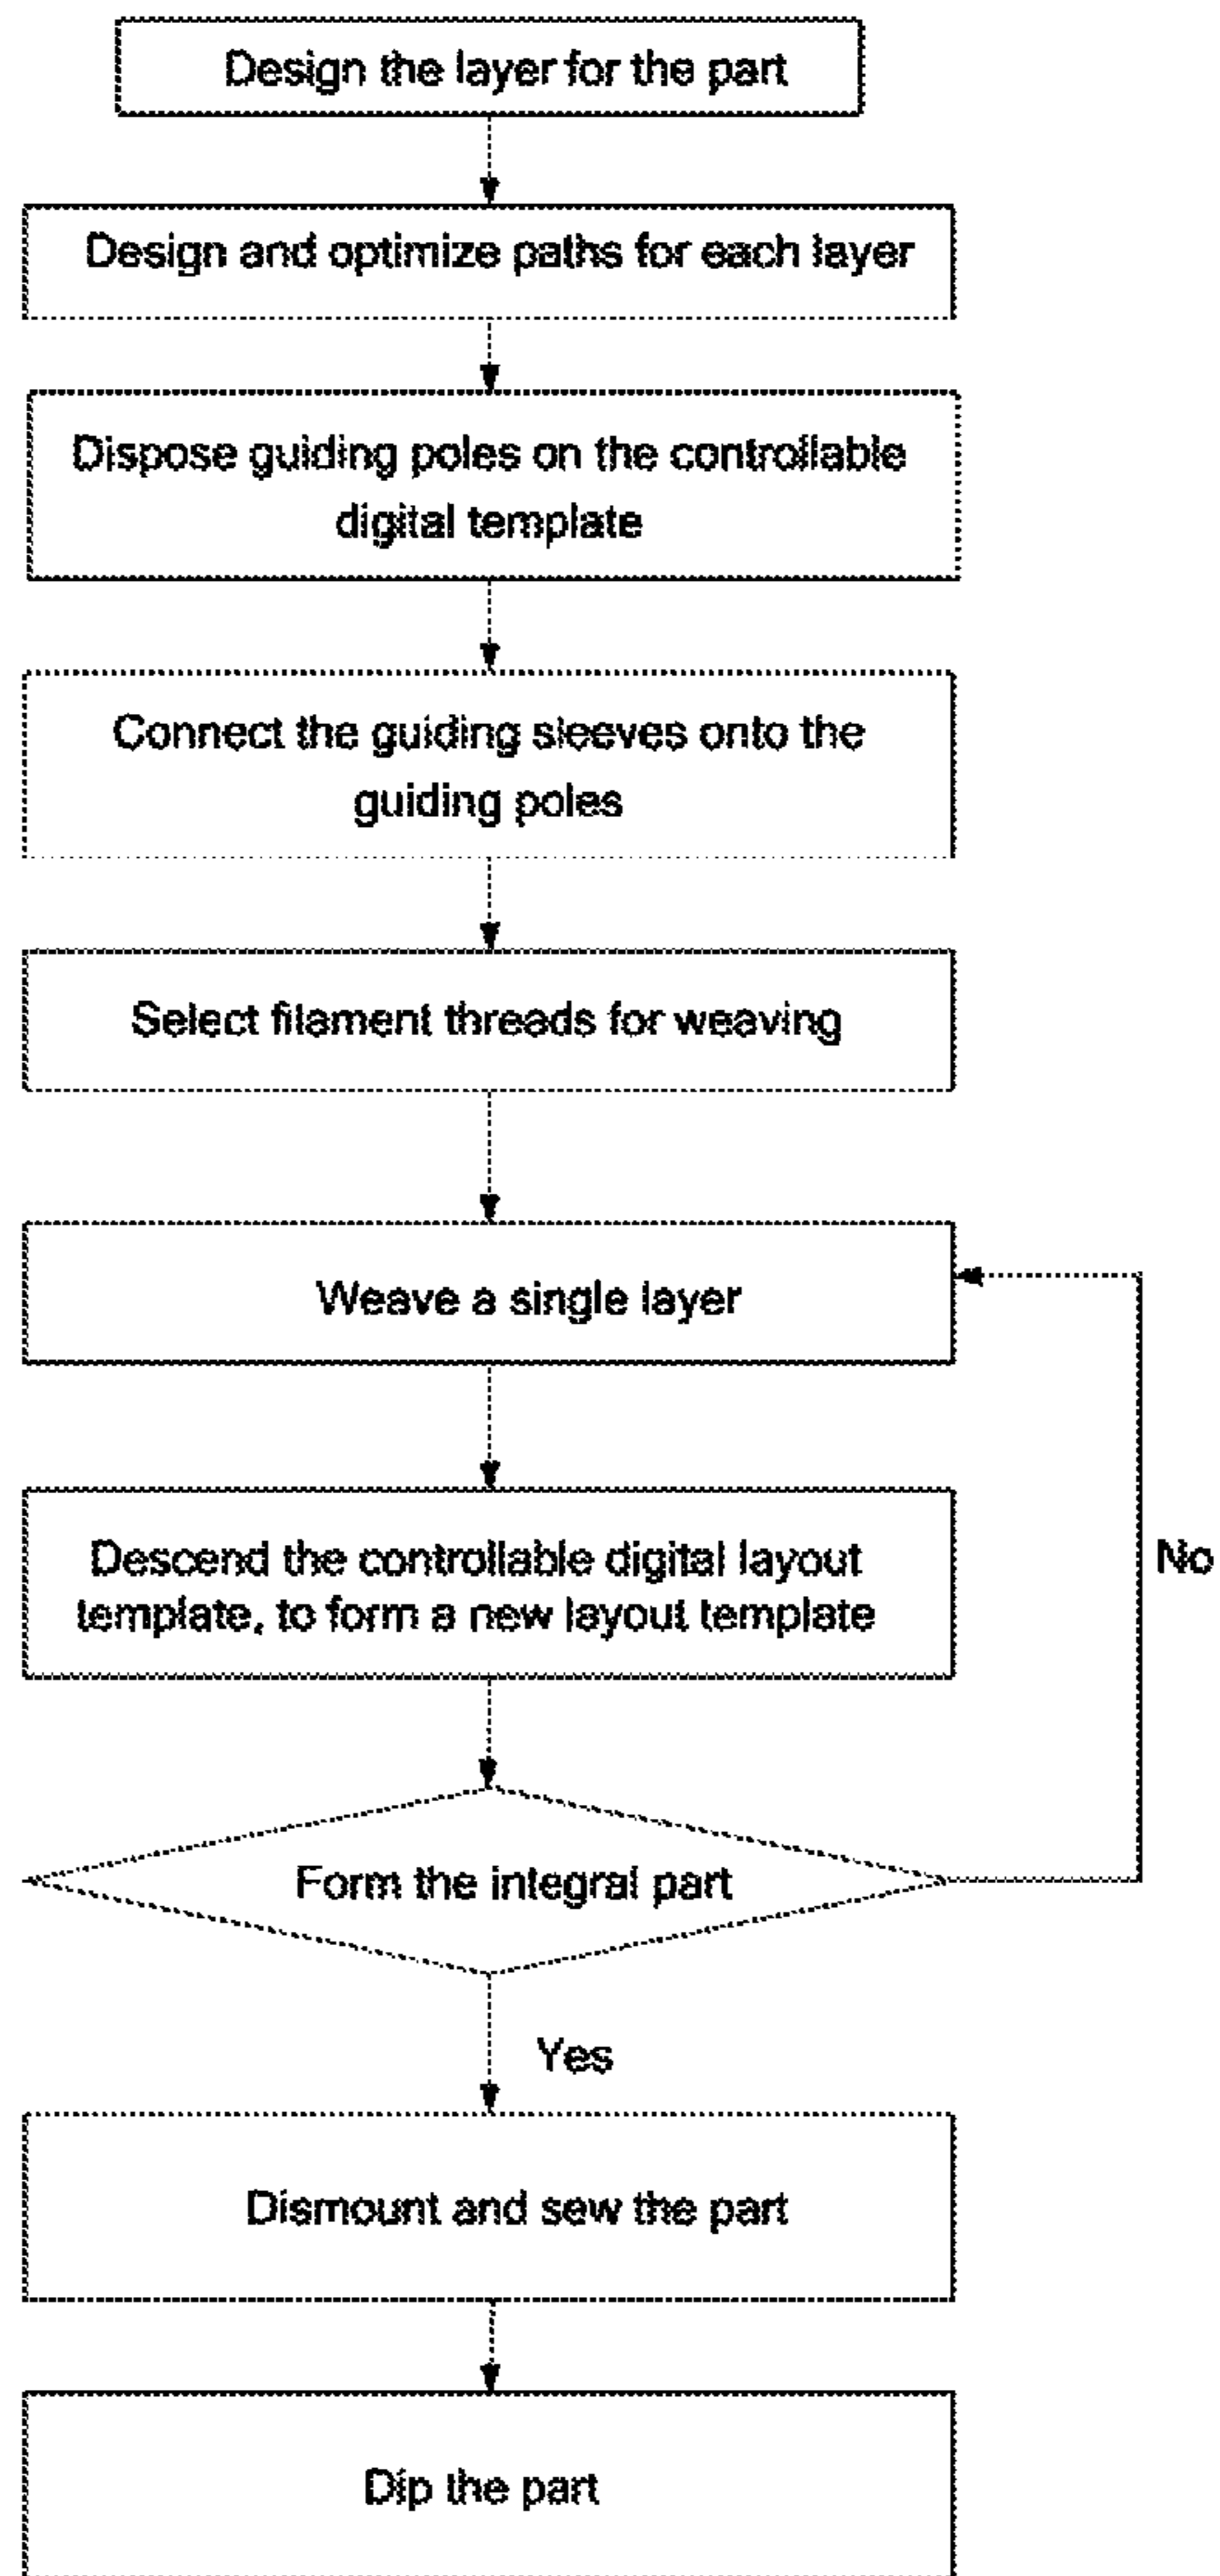 Design the layer for the part
Design and optimize paths for each layer
Dispose guiding poles on the controllable
digital template
Connect the guiding sleeves onto the
guiding poles
Select filament threads for weaving
Weave a single layer
Descend the controllable digital layout
template, to form a new layout template
No
Form the integral part
Yes
Dismount and sew the part
Dip the part